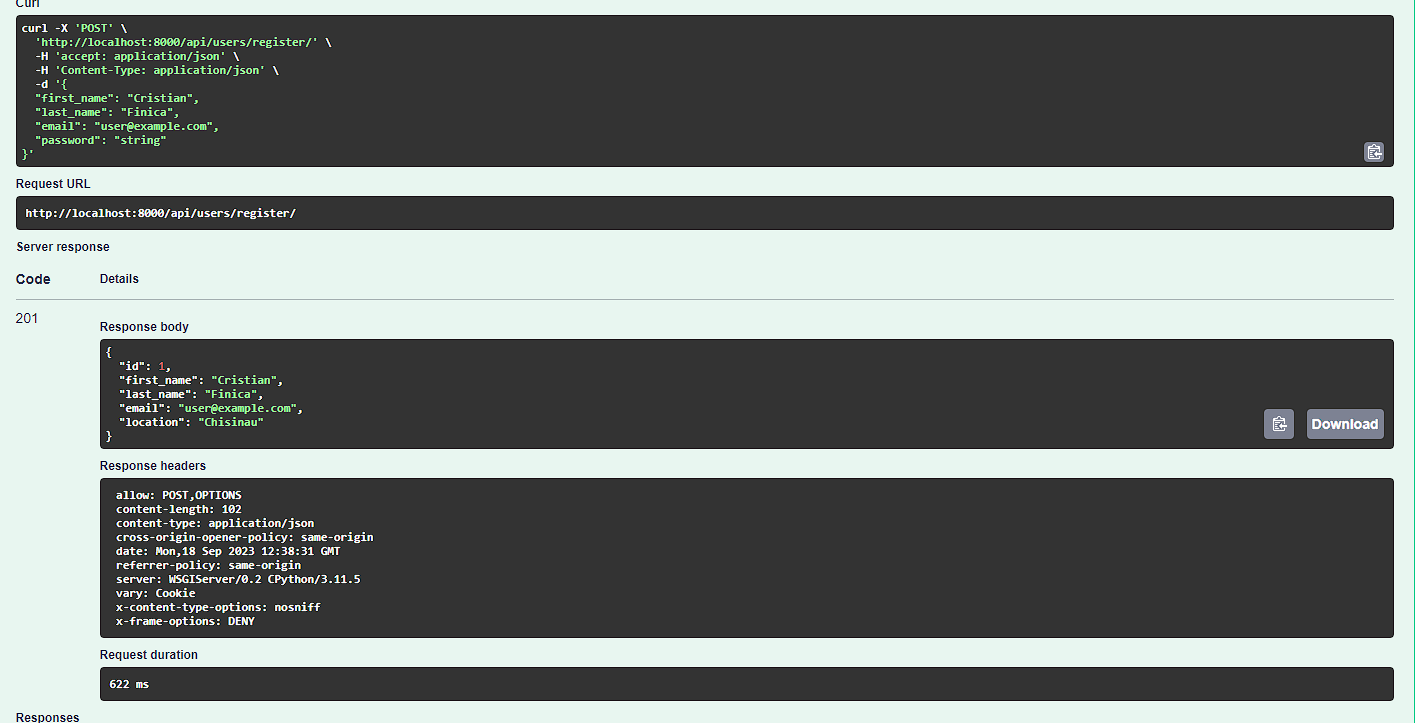 Curl
curl -X 'POST' \
'http://localhost:8000/api/users/register/' \
-H 'accept: application/json' \
-H 'Content-Type: application/json' \
-d '{
"first_name": "Cristian",
"last_name": "Finica",
"email": "user@example.com",
"password": "string"
}'
Request URL
http://localhost:8000/api/users/register/
Server response
Code Details
201
Response body
{
"id": 1,
"first_name": "Cristian",
"last_name": "Finica",
"email": "user@example.com",
"location": "Chisinau"
}
Download
Response headers
allow: POST,OPTIONS
content-length: 102
content-type: application/json
cross-origin-opener-policy: same-origin
date: Mon,18 Sep 2023 12:38:31 GMT
referrer-policy: same-origin
server: WSGIServer/0.2 CPython/3.11.5
vary: Cookie
x-content-type-options: nosniff
x-frame-options: DENY
Request duration
622 ms
Responses